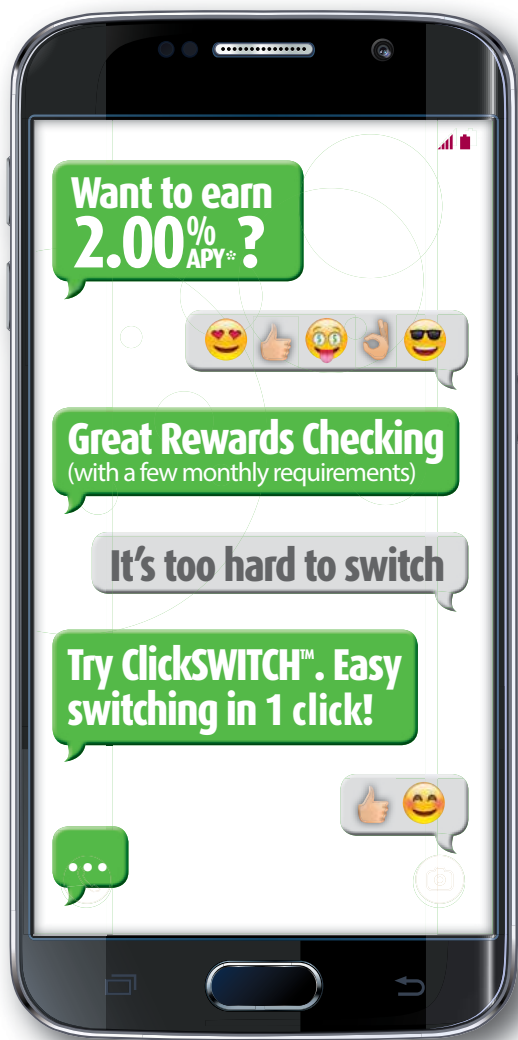 Want to earn
2.00% APY* ?
Great Rewards Checking
(with a few monthly requirements)
It's too hard to switch
Try ClickSWITCH™. Easy
switching in 1 click!
...